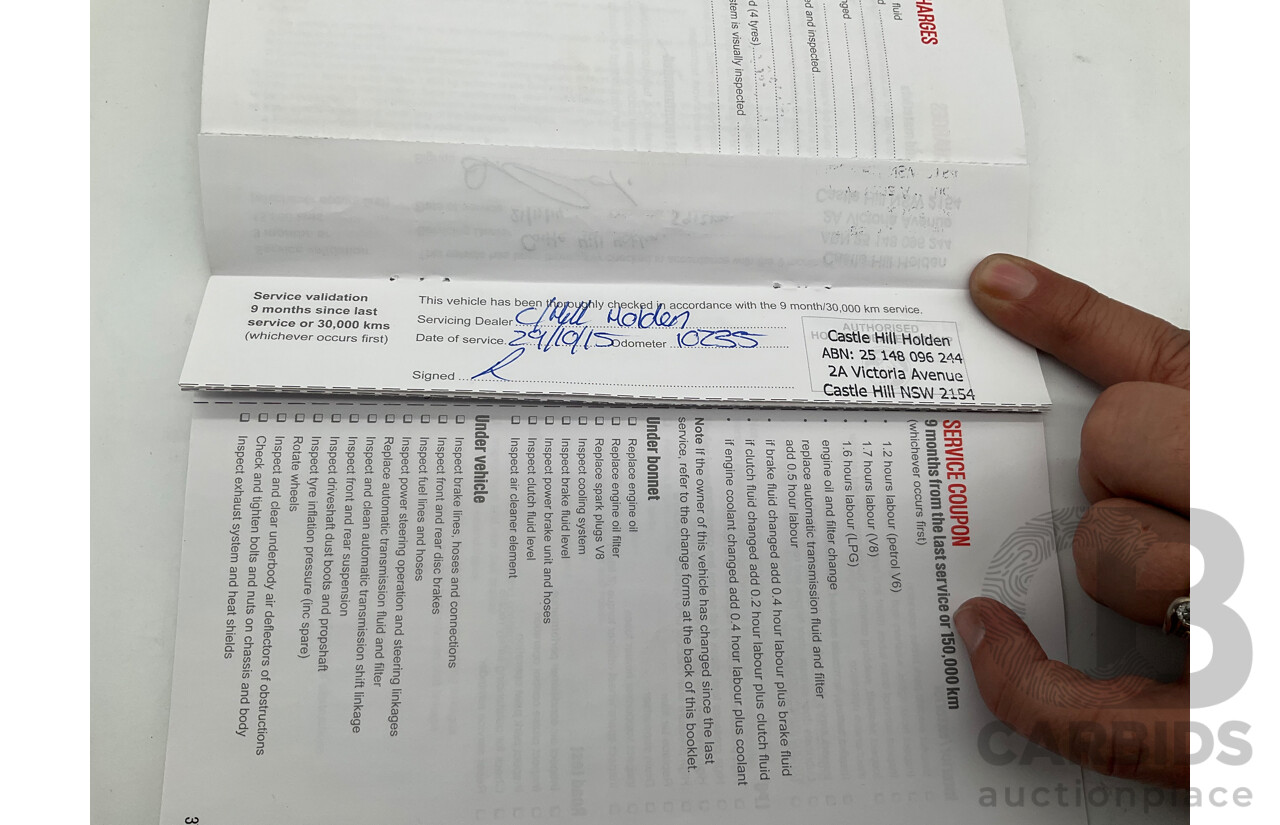 HARGES
fluid
d
nged
ed and inspected
d (4 tyres)
stem is visually inspected
Service validation
9 months since last
service or 30,000 kms
(whichever occurs first)
This vehicle has been thoroughly checked in accordance with the 9 month/30,000 km service.
Servicing Dealer C/Hill Holden
Date of service 29/10/15 Odometer 10235
Signed
AUTHORISED
Castle Hill Holden
ABN: 25 148 096 244
2A Victoria Avenue
Castle Hill NSW 2154
SERVICE COUPON
9 months from the last service or 150,000 km
(whichever occurs first)
• 1.2 hours labour (petrol V6)
• 1.7 hours labour (V8)
• 1.6 hours labour (LPG)
• engine oil and filter change
• replace automatic transmission fluid and filter
add 0.5 hour labour
• if brake fluid changed add 0.4 hour labour plus brake fluid
• if clutch fluid changed add 0.2 hour labour plus clutch fluid
• if engine coolant changed add 0.4 hour labour plus coolant
Note If the owner of this vehicle has changed since the last
service, refer to the change forms at the back of this booklet.
Under bonnet
❑ Replace engine oil
❑ Replace engine oil filter
❑ Replace spark plugs V8
❑ Inspect cooling system
❑ Inspect brake fluid level
❑ Inspect power brake unit and hoses
❑ Inspect clutch fluid level
❑ Inspect air cleaner element
Under vehicle
❑ Inspect brake lines, hoses and connections
❑ Inspect front and rear disc brakes
❑ Inspect fuel lines and hoses
❑ Inspect power steering operation and steering linkages
❑ Replace automatic transmission fluid and filter
❑ Inspect and clean automatic transmission shift linkage
❑ Inspect front and rear suspension
❑ Inspect driveshaft dust boots and propshaft
❑ Inspect tyre inflation pressure (inc spare)
❑ Rotate wheels
❑ Inspect and clear underbody air deflectors of obstructions
❑ Check and tighten bolts and nuts on chassis and body
❑ Inspect exhaust system and heat shields
3
CARBIDS
auctionplace